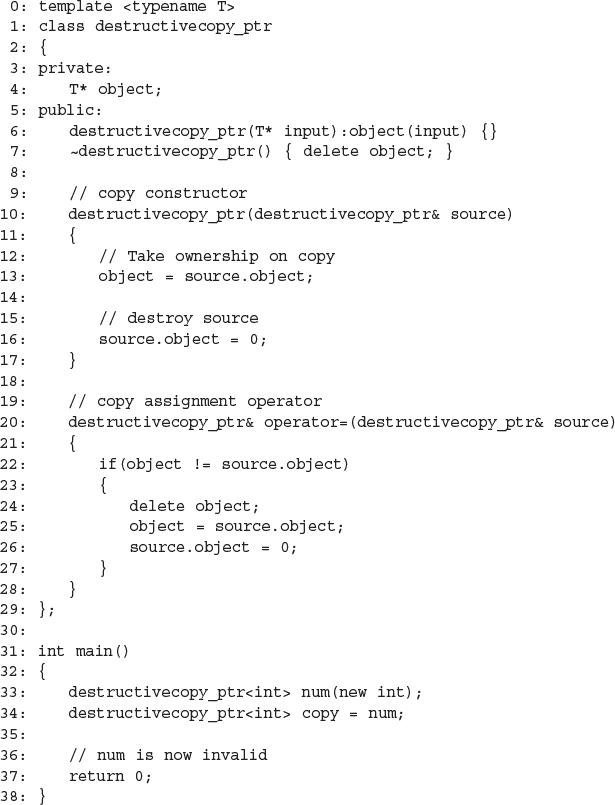 0: template <typename T>
1: class destructivecopy_ptr
2: {
3: private:
4:    T* object;
5: public:
6:    destructivecopy_ptr(T* input):object(input) {}
7:    ~destructivecopy_ptr() { delete object; }
8:
9:    // copy constructor
10:    destructivecopy_ptr(destructivecopy_ptr& source)
11:    {
12:       // Take ownership on copy
13:       object = source.object;
14:
15:       // destroy source
16:       source.object = 0;
17:    }
18:
19:    // copy assignment operator
20:    destructivecopy_ptr& operator=(destructivecopy_ptr& source)
21:    {
22:       if(object != source.object)
23:       {
24:          delete object;
25:          object = source.object;
26:          source.object = 0;
27:       }
28:    }
29: };
30:
31: int main()
32: {
33:    destructivecopy_ptr<int> num(new int);
34:    destructivecopy_ptr<int> copy = num;
35:
36:    // num is now invalid
37:    return 0;
38: }